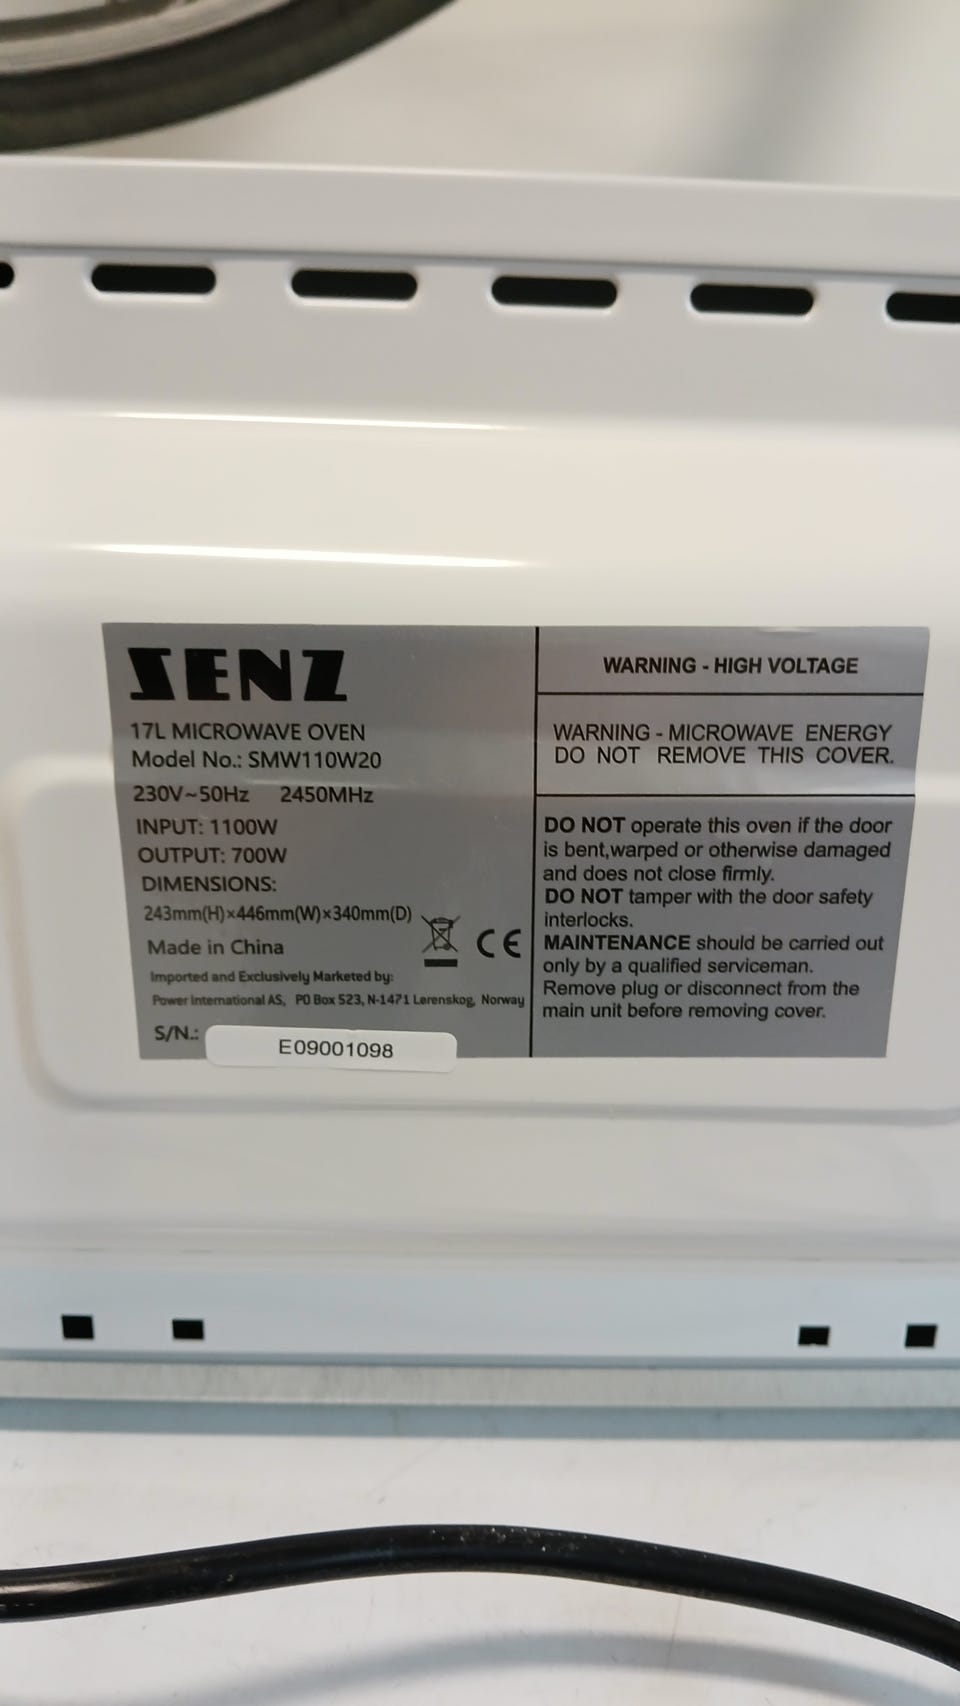 SENZ
17L MICROWAVE OVEN
Model No.: SMW110W20
230V~50Hz 2450MHz
INPUT: 1100W
OUTPUT: 700W
DIMENSIONS:
243mm(H)×446mm(W)×340mm(D)
Made in China
CE
Imported and Exclusively Marketed by:
Power International AS, PO Box 523, N-1471 Lørenskog, Norway
S/N.: E09001098
WARNING - HIGH VOLTAGE
WARNING - MICROWAVE ENERGY
DO NOT REMOVE THIS COVER.
DO NOT operate this oven if the door
is bent,warped or otherwise damaged
and does not close firmly.
DO NOT tamper with the door safety
interlocks.
MAINTENANCE should be carried out
only by a qualified serviceman.
Remove plug or disconnect from the
main unit before removing cover.